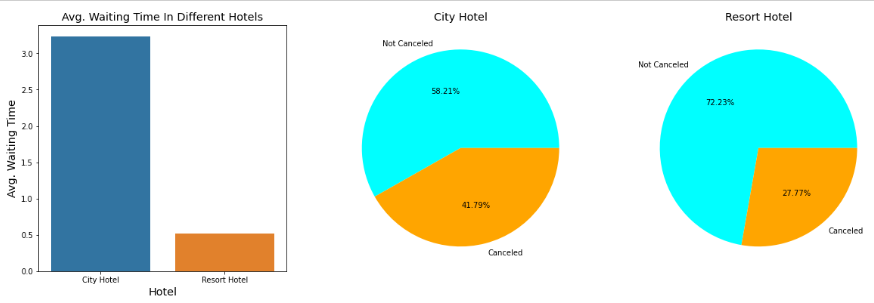 Avg. Waiting Time In Different Hotels
Avg. Waiting Time
3.0
2.5
2.0
1.5
1.0
0.5
0.0
City Hotel
Resort Hotel
Hotel
City Hotel
Not Canceled
58.21%
41.79%
Canceled
Resort Hotel
Not Canceled
72.23%
27.77%
Canceled